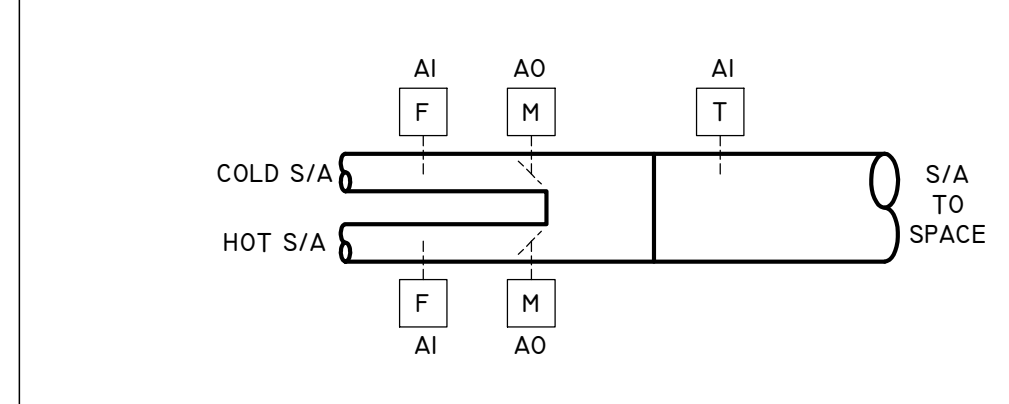 AI AO AI
F M T
COLD S/A
S/A
TO
SPACE
HOT S/A
F M
AI AO